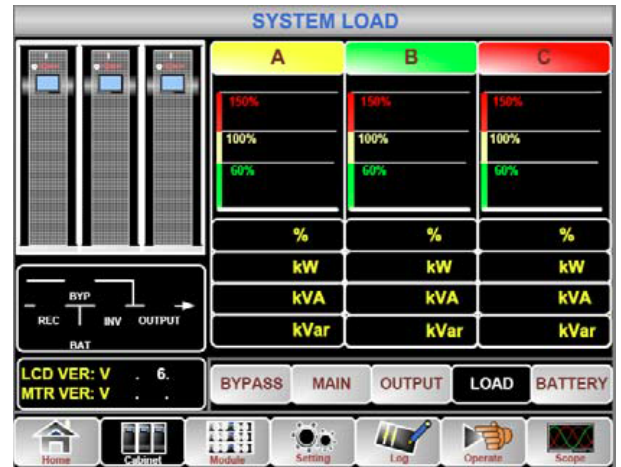 SYSTEM LOAD
A B C
150% 150% 150%
100% 100% 100%
60% 60% 60%
% % %
kW kW kW
kVA kVA kVA
kVar kVar kVar
BYP
REC INV OUTPUT
BAT
LCD VER: V . 6.
MTR VER: V . .
BYPASS MAIN OUTPUT LOAD BATTERY
Home Cabinet Module Setting Log Operate Scope